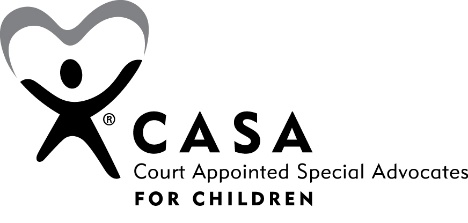 ® CASA
Court Appointed Special Advocates
FOR CHILDREN